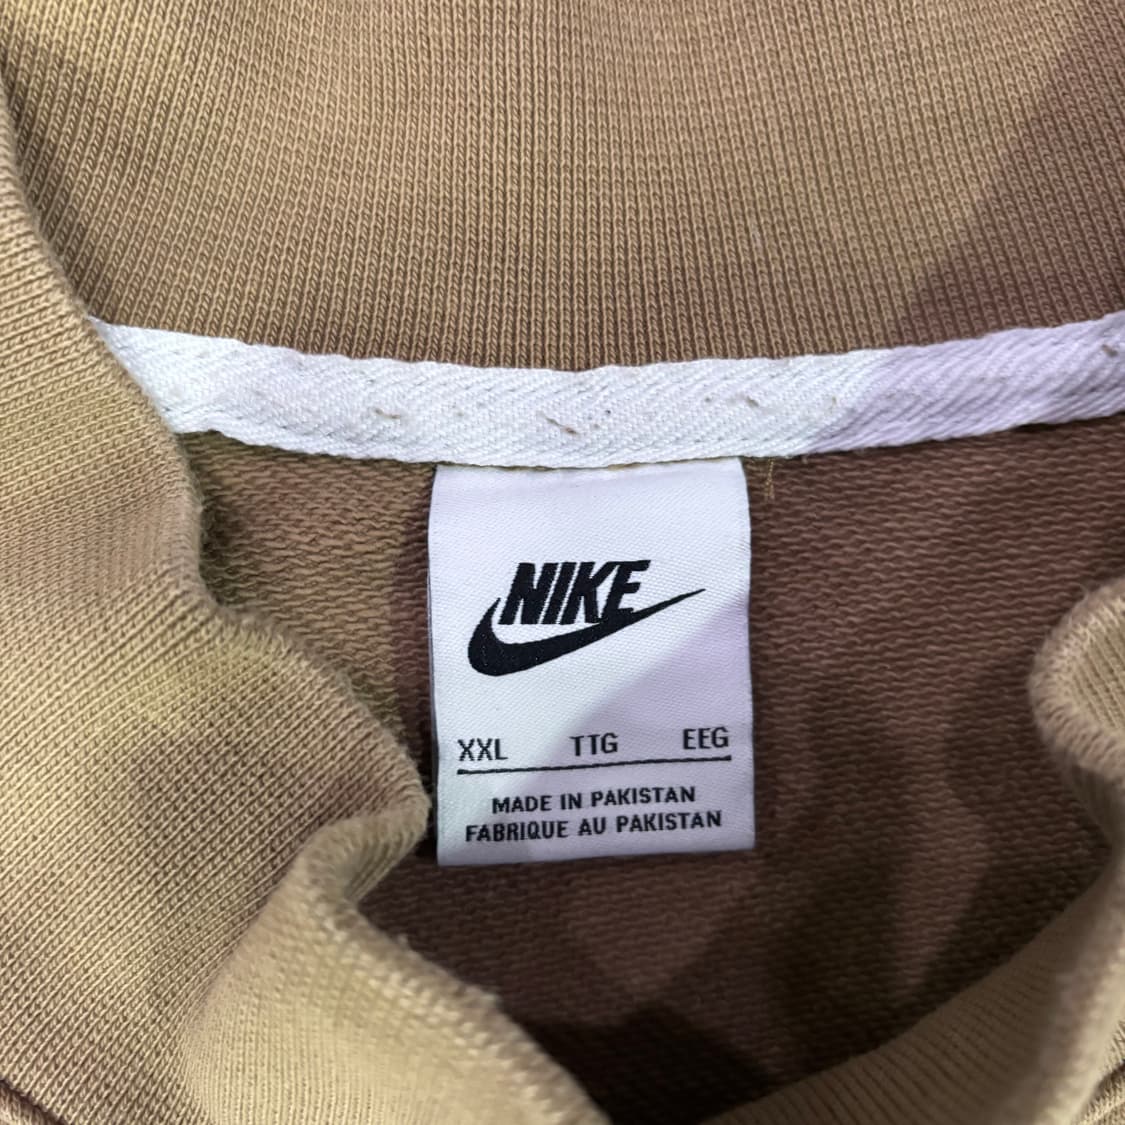 NIKE
XXL TTG EEG
MADE IN PAKISTAN
FABRIQUE AU PAKISTAN